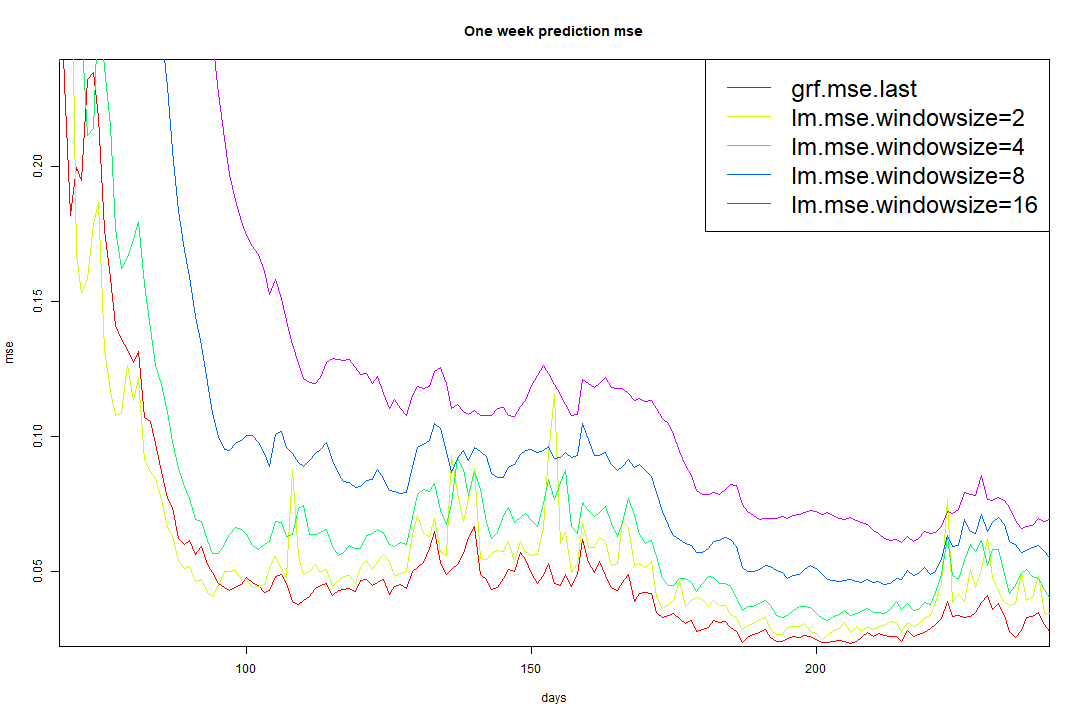 One week prediction mse
grf.mse.last
lm.mse.windowsize=2
lm.mse.windowsize=4
lm.mse.windowsize=8
lm.mse.windowsize=16
0.20
0.15
0.10
0.05
mse
100
150
200
days